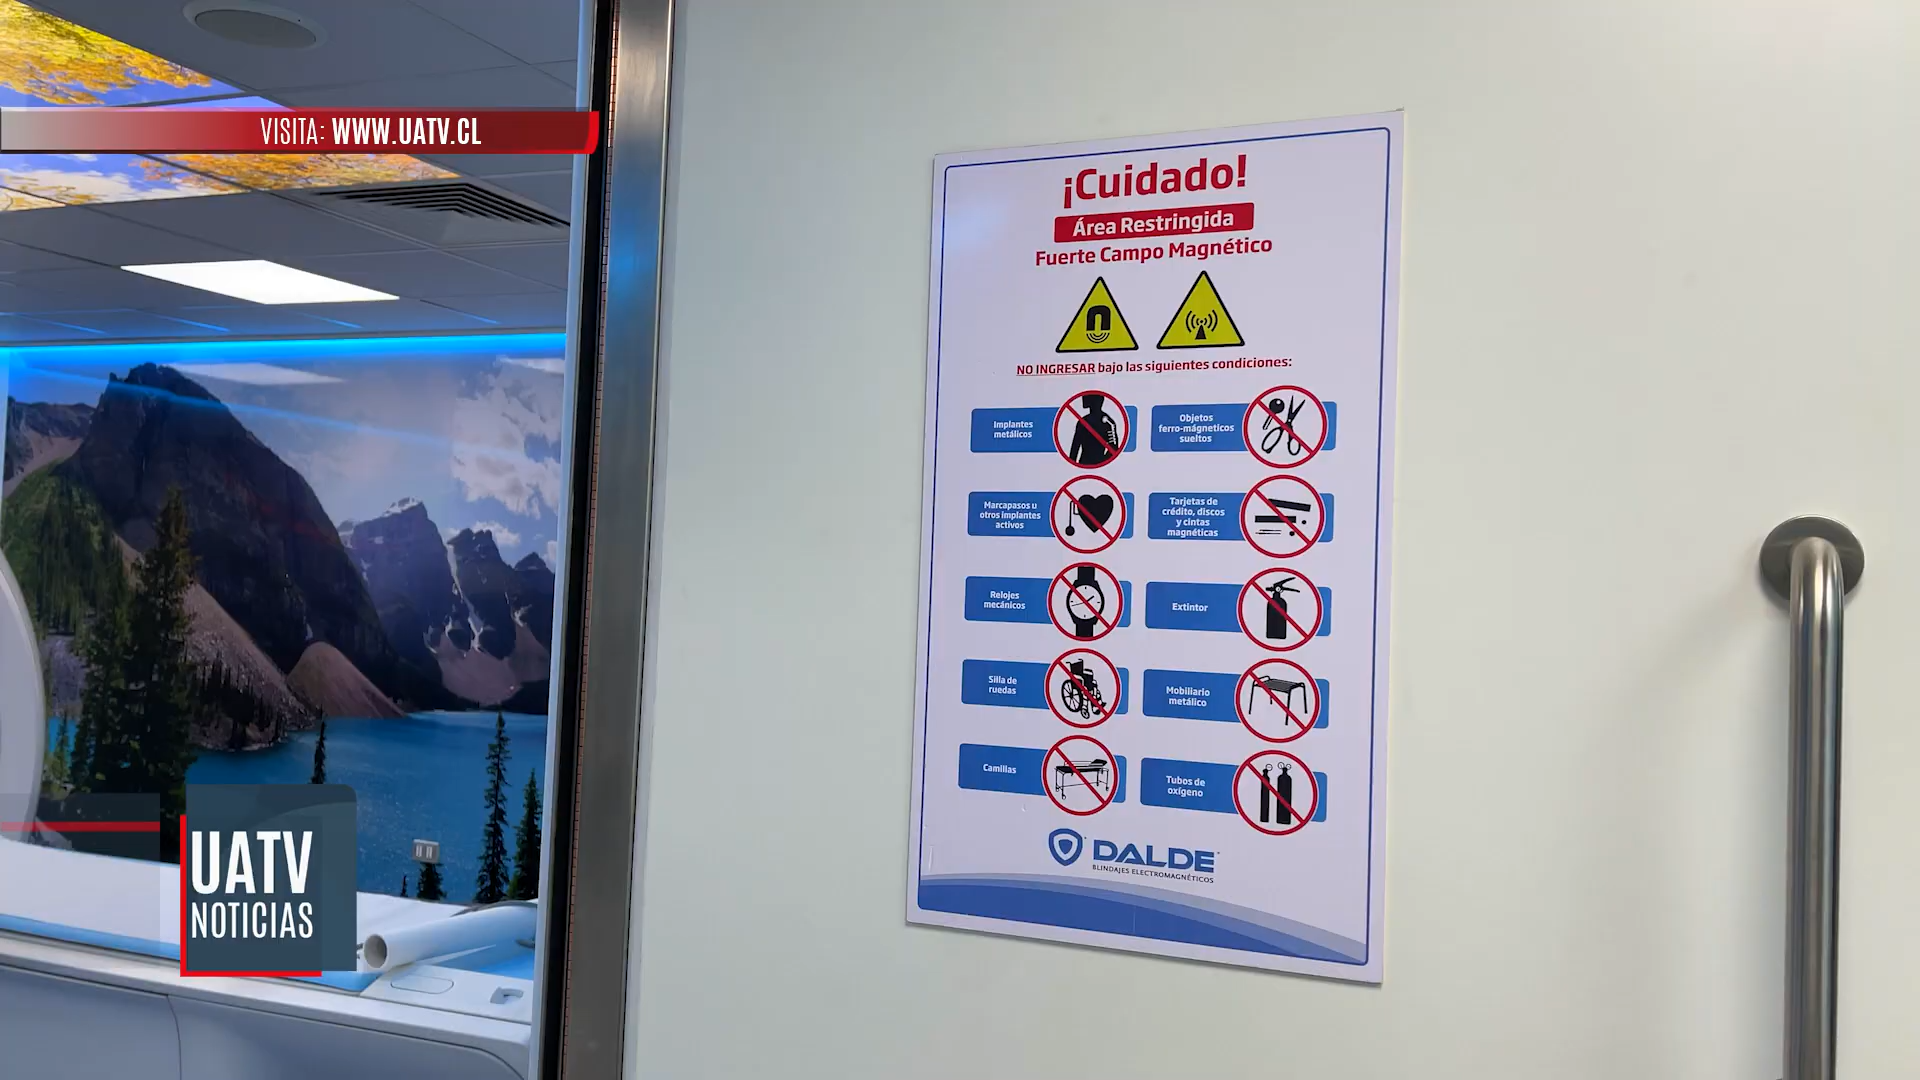 VISITA: WWW.UATV.CL
¡Cuidado!
Área Restringida
Fuerte Campo Magnético
NO INGRESAR bajo las siguientes condiciones:
Implantes
metálicos
Objetos
ferro-mágneticos
sueltos
Marcapasos u
otros implantes
activos
Tarjetas de
crédito, discos
y cintas
magnéticas
Relojes
mecánicos
Extintor
Silla de
ruedas
Mobiliario
metálico
Camillas
Tubos de
oxígeno
DALDE
BLINDAJES ELECTROMAGNÉTICOS
UATV
NOTICIAS